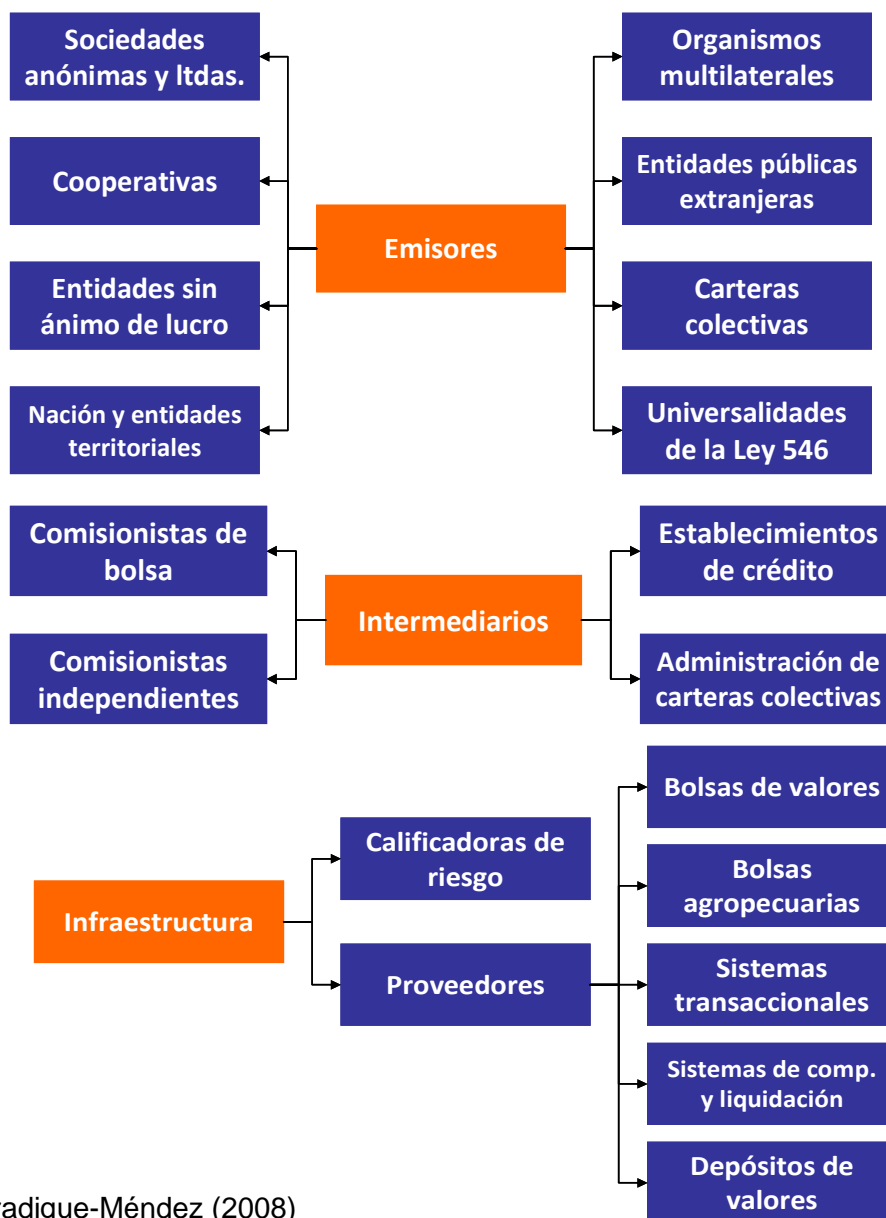 Sociedades
anónimas y ltdas.
Cooperativas
Entidades sin
ánimo de lucro
Nación y entidades
territoriales
Emisores
Organismos
multilaterales
Entidades públicas
extranjeras
Carteras
colectivas
Universalidades
de la Ley 546
Comisionistas de
bolsa
Comisionistas
independientes
Intermediarios
Establecimientos
de crédito
Administración de
carteras colectivas
Infraestructura
Calificadoras de
riesgo
Proveedores
Bolsas de valores
Bolsas
agropecuarias
Sistemas
transaccionales
Sistemas de comp.
y liquidación
Depósitos de
valores
radigue-Méndez (2008)